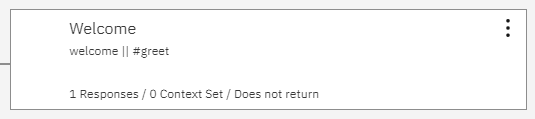 Welcome
welcome || #greet
1 Responses / 0 Context Set / Does not return